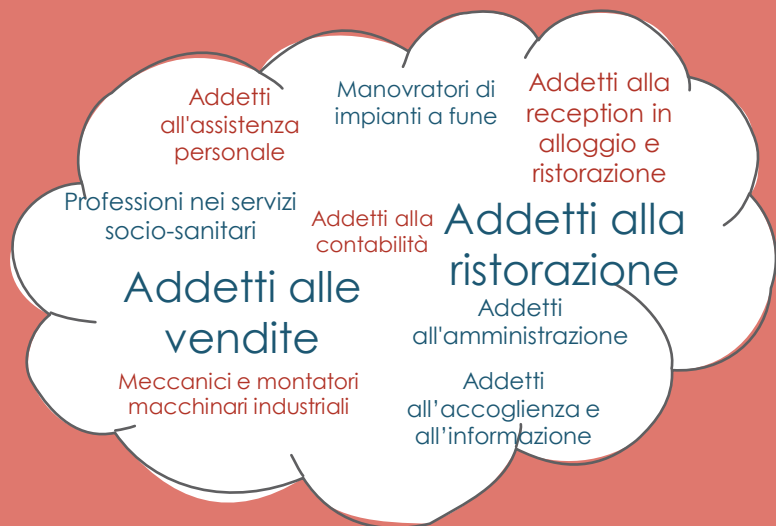 Addetti
all'assistenza
personale
Manovratori di
impianti a fune
Addetti alla
reception in
alloggio e
ristorazione
Professioni nei servizi
socio-sanitari
Addetti alla
contabilità
Addetti alla
ristorazione
Addetti alle
vendite
Addetti
all'amministrazione
Meccanici e montatori
macchinari industriali
Addetti
all’accoglienza e
all’informazione